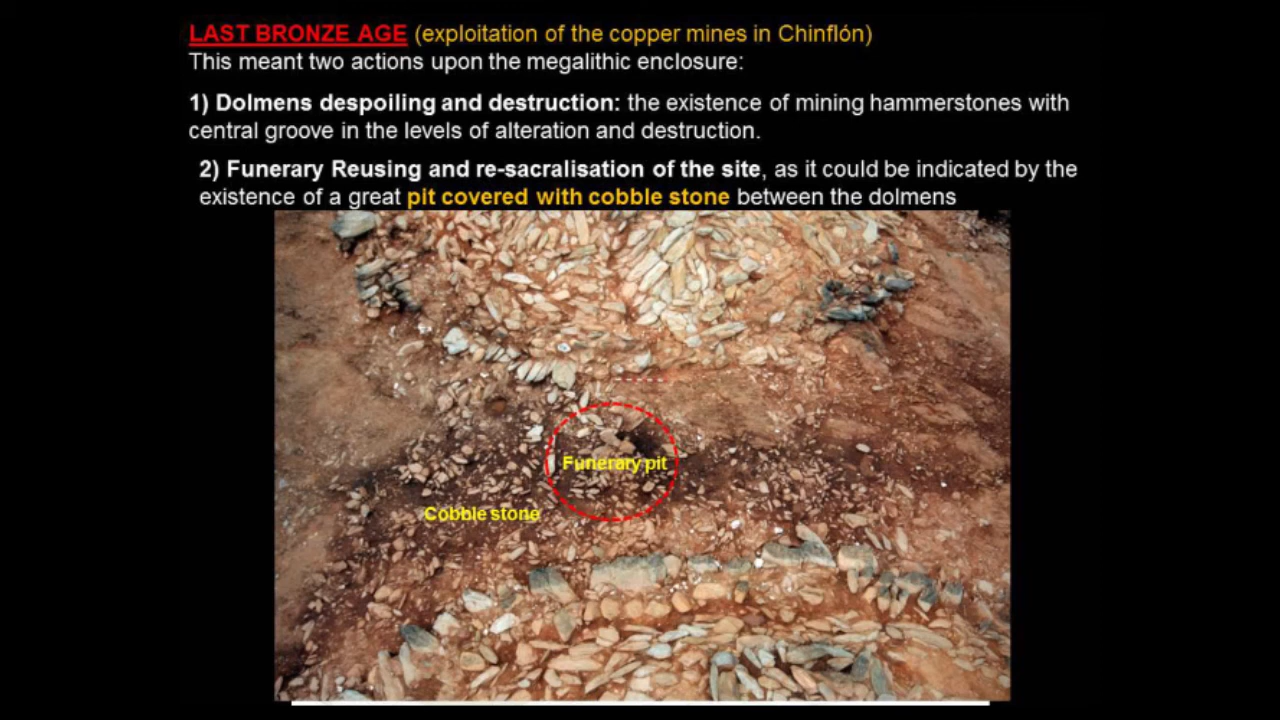 LAST BRONZE AGE (exploitation of the copper mines in Chinflón)
This meant two actions upon the megalithic enclosure:
1) Dolmens despoiling and destruction: the existence of mining hammerstones with
central groove in the levels of alteration and destruction.
2) Funerary Reusing and re-sacralisation of the site, as it could be indicated by the
existence of a great pit covered with cobble stone between the dolmens
Funerary pit
Cobble stone